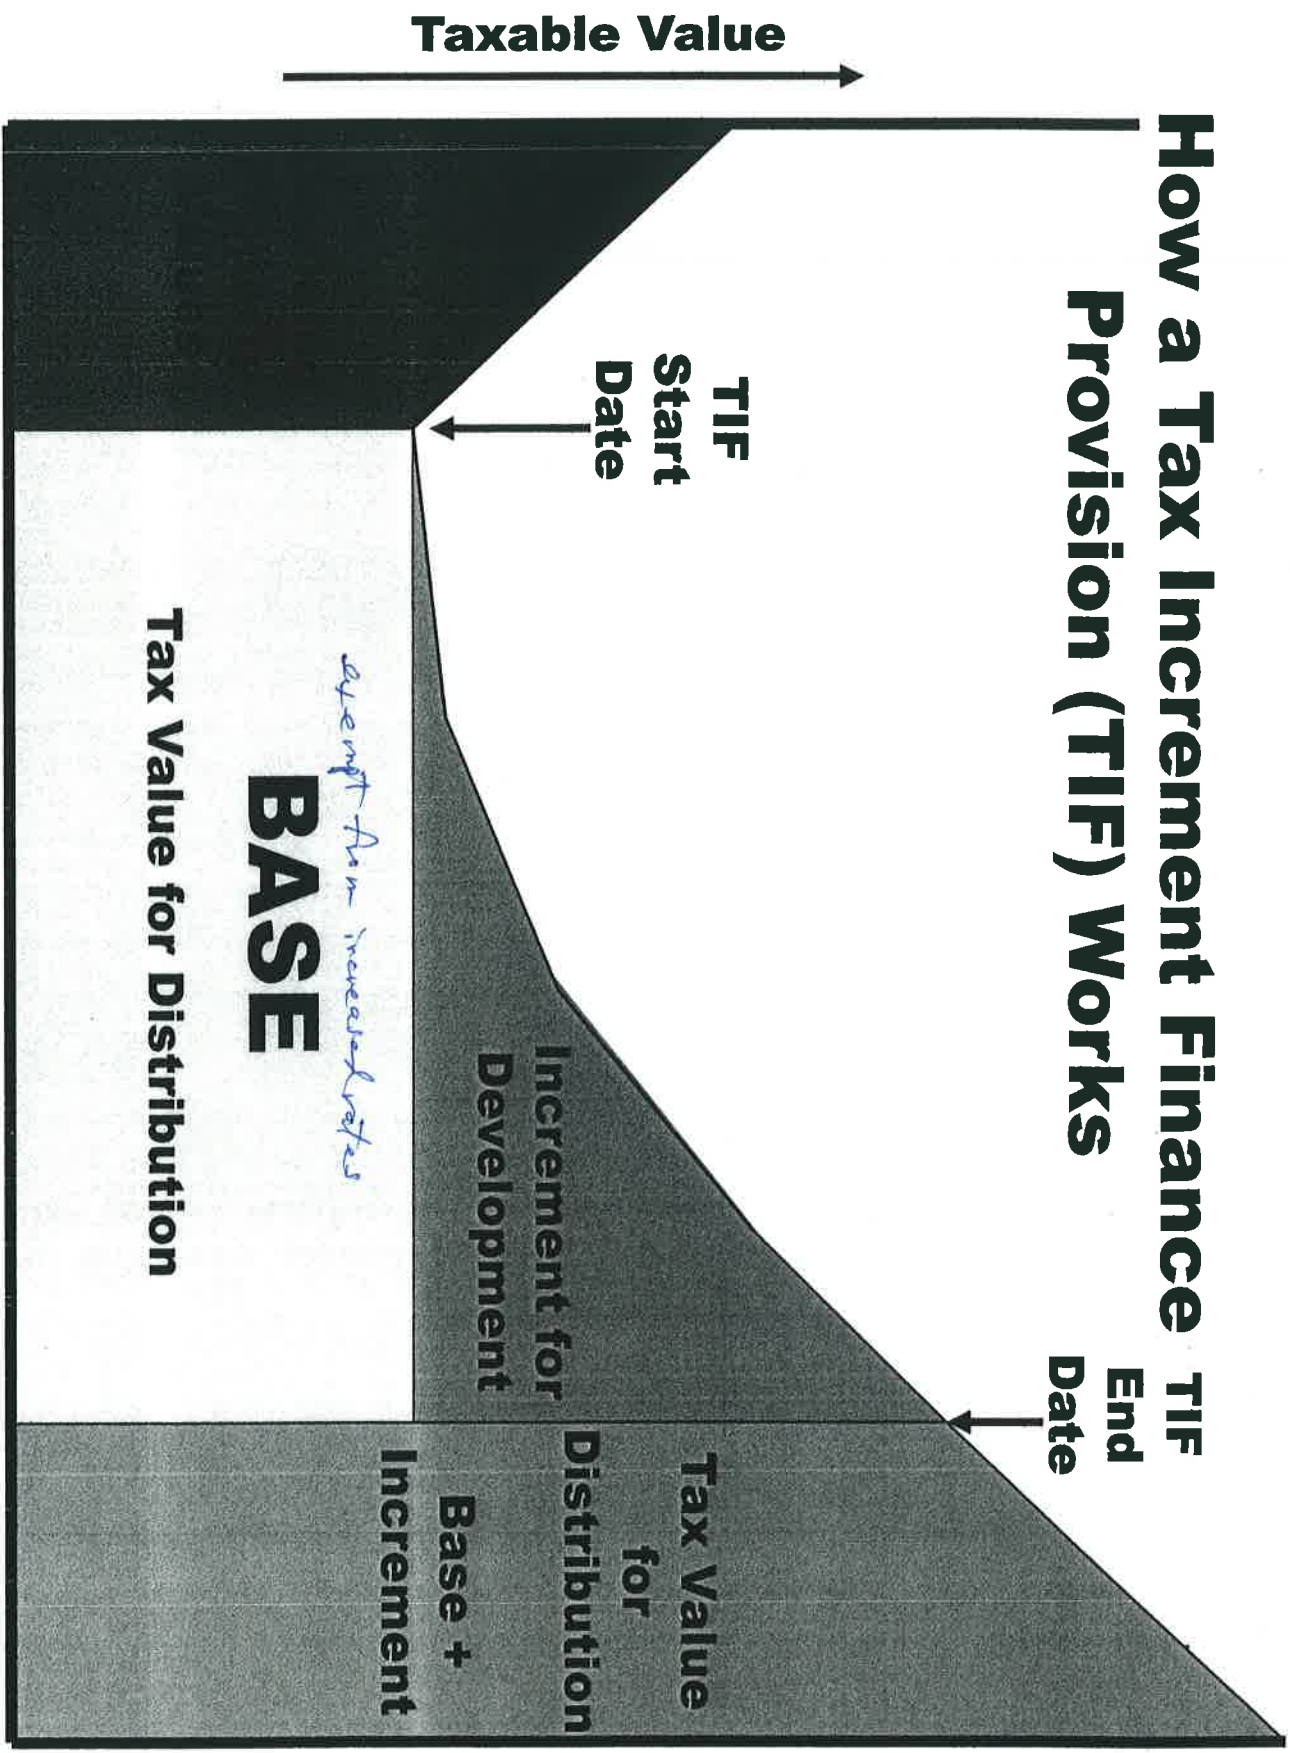 How a Tax Increment Finance
Provision (TIF) Works
Taxable Value
TIF
Start
Date
TIF
End
Date
exempt from increased rates
BASE
Tax Value for Distribution
Increment for
Development
Tax Value
for
Distribution
Base +
Increment